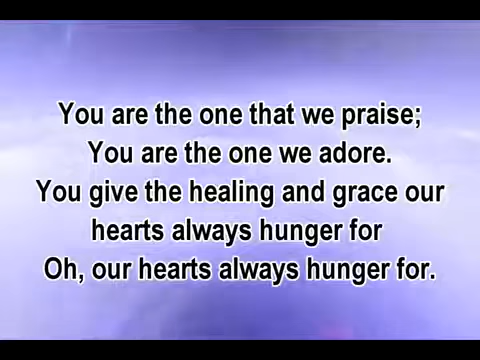 You are the one that we praise;
You are the one we adore.
You give the healing and grace our
hearts always hunger for
Oh, our hearts always hunger for.